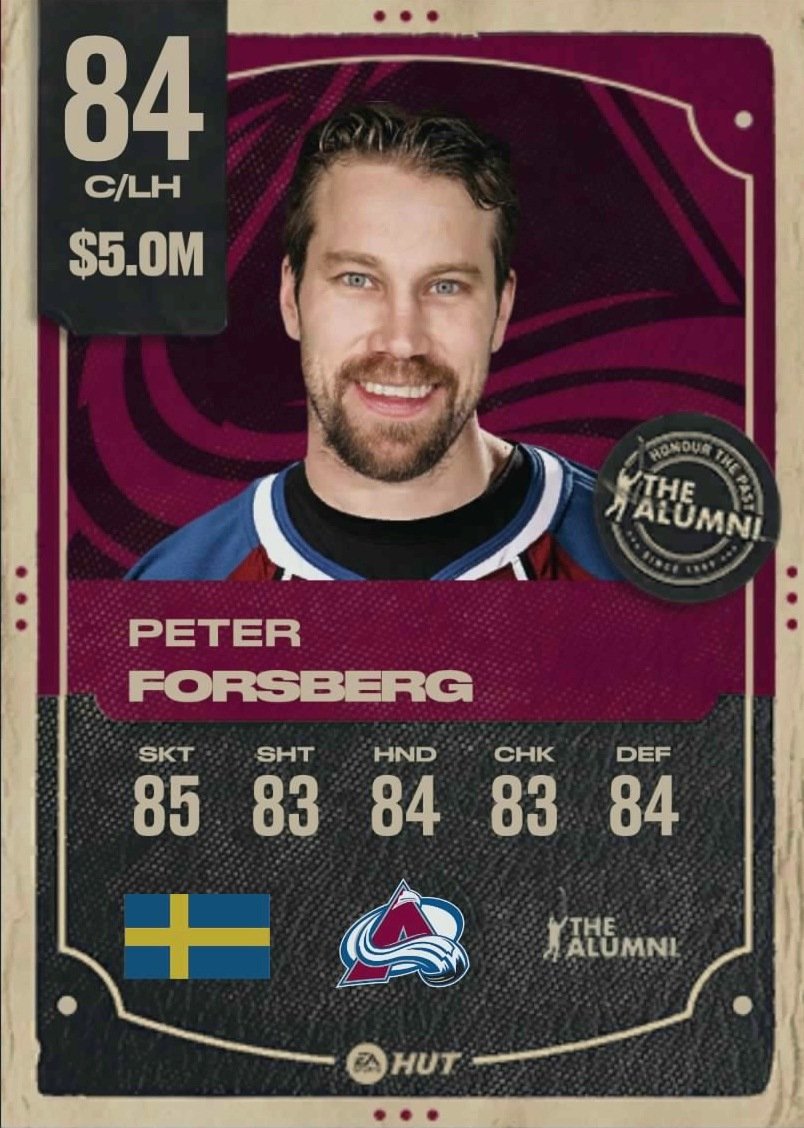 84
C/LH
$5.0M
HONOUR THE PAST
THE
ALUMNI
PETER
FORSBERG
SKT SHT HND CHK DEF
85 83 84 83 84
THE
ALUMNI
EA
HUT